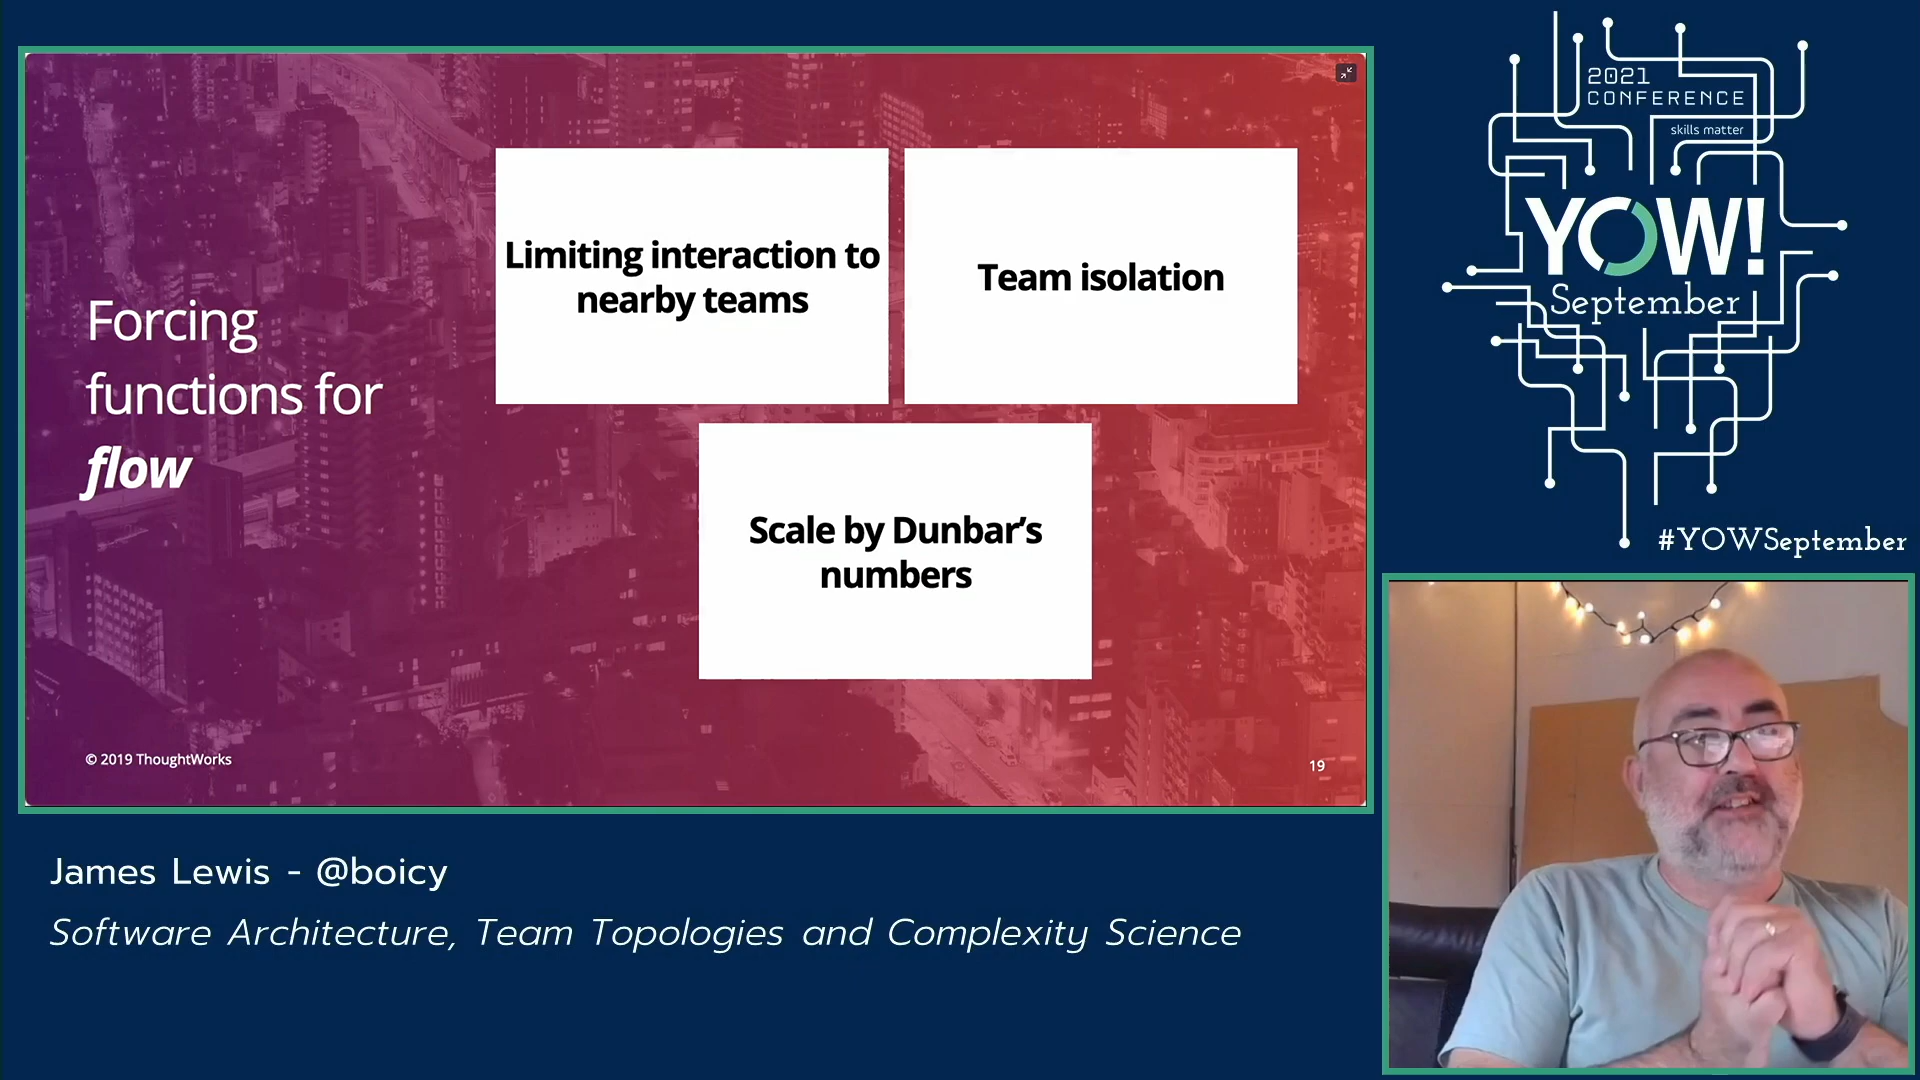 Forcing
functions for
flow
Limiting interaction to
nearby teams
Team isolation
Scale by Dunbar’s
numbers
© 2019 ThoughtWorks
19
2021
CONFERENCE
skills matter
YOW!
September
#YOWSeptember
James Lewis - @boicy
Software Architecture, Team Topologies and Complexity Science